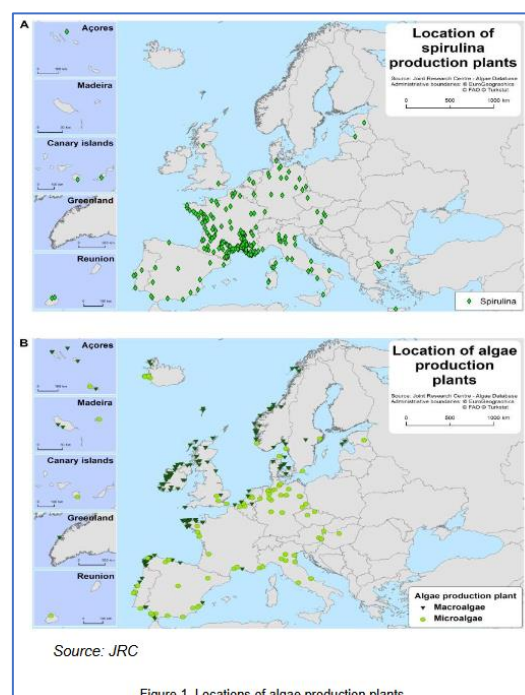 A
Location of
spirulina
production plants
Source: Joint Research Centre - Algae Database
Administrative boundaries: © EuroGeographics
© FAO © Turkstat
0 500 1000 km
Açores
Madeira
Canary islands
Greenland
Reunion
Spirulina
B
Location of algae
production
plants
Source: Joint Research Centre - Algae Database
Administrative boundaries: © EuroGeographics
© FAO © Turkstat
0 500 1000 km
Açores
Madeira
Canary islands
Greenland
Reunion
Algae production plant
Macroalgae
Microalgae
Source: JRC
Figure 1. Locations of algae production plants